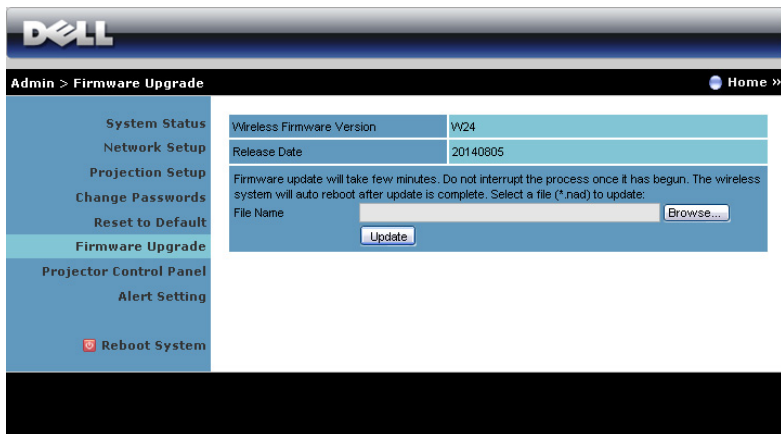 DELL
Admin > Firmware Upgrade
Home »
System Status
Network Setup
Projection Setup
Change Passwords
Reset to Default
Firmware Upgrade
Projector Control Panel
Alert Setting
Reboot System
Wireless Firmware Version W24
Release Date 20140805
Firmware update will take few minutes. Do not interrupt the process once it has begun. The wireless
system will auto reboot after update is complete. Select a file (*.nad) to update:
File Name Browse...
Update